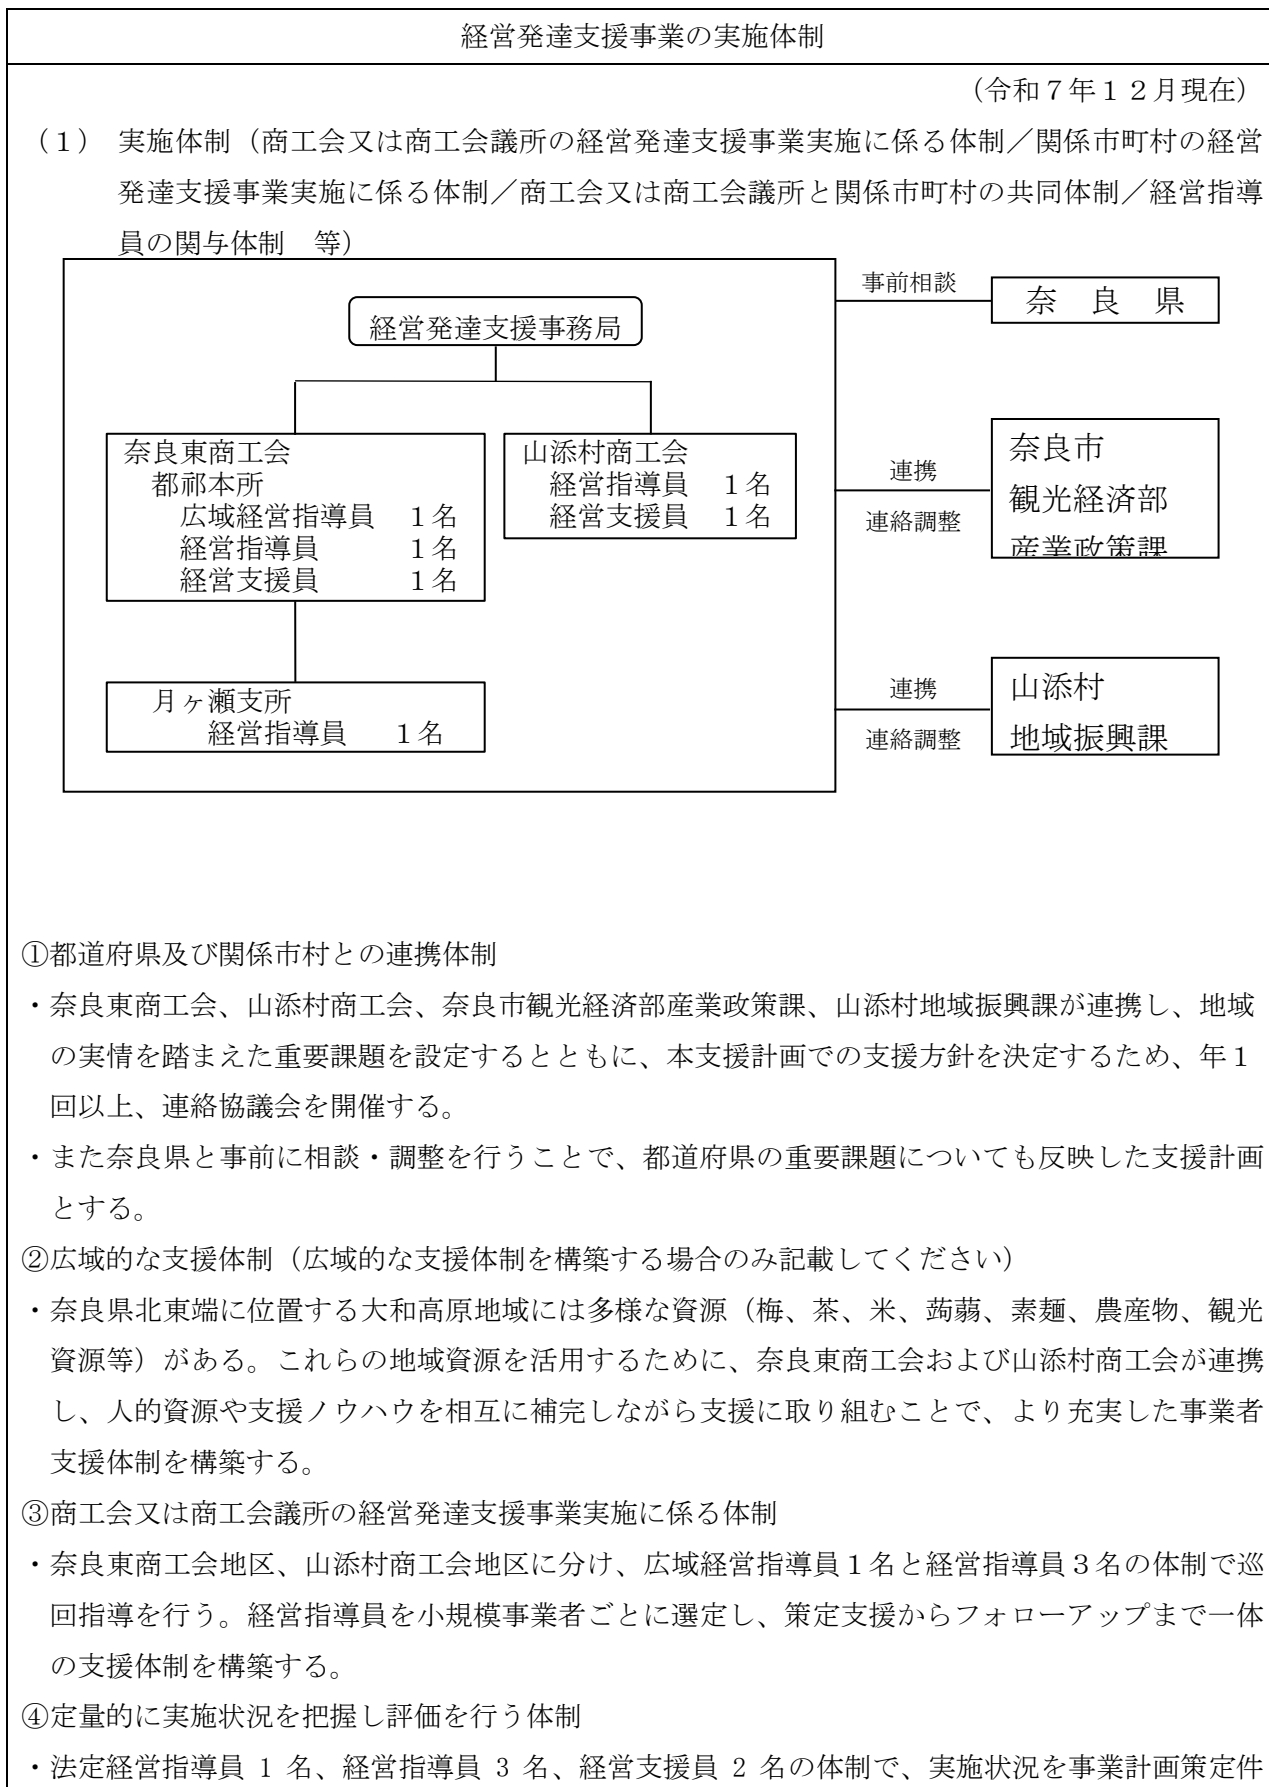 経営発達支援事業の実施体制
（令和７年１２月現在）
（１）　実施体制（商工会又は商工会議所の経営発達支援事業実施に係る体制／関係市町村の経営
発達支援事業実施に係る体制／商工会又は商工会議所と関係市町村の共同体制／経営指導
員の関与体制　等）
経営発達支援事務局
奈良東商工会
都祁本所
広域経営指導員　１名
経営指導員　１名
経営支援員　１名
月ヶ瀬支所
経営指導員　１名
山添村商工会
経営指導員　１名
経営支援員　１名
事前相談
奈　良　県
連携
連絡調整
奈良市
観光経済部
産業政策課
連携
連絡調整
山添村
地域振興課
①都道府県及び関係市村との連携体制
・奈良東商工会、山添村商工会、奈良市観光経済部産業政策課、山添村地域振興課が連携し、地域
の実情を踏まえた重要課題を設定するとともに、本支援計画での支援方針を決定するため、年１
回以上、連絡協議会を開催する。
・また奈良県と事前に相談・調整を行うことで、都道府県の重要課題についても反映した支援計画
とする。
②広域的な支援体制（広域的な支援体制を構築する場合のみ記載してください）
・奈良県北東端に位置する大和高原地域には多様な資源（梅、茶、米、蒟蒻、素麺、農産物、観光
資源等）がある。これらの地域資源を活用するために、奈良東商工会および山添村商工会が連携
し、人的資源や支援ノウハウを相互に補完しながら支援に取り組むことで、より充実した事業者
支援体制を構築する。
③商工会又は商工会議所の経営発達支援事業実施に係る体制
・奈良東商工会地区、山添村商工会地区に分け、広域経営指導員１名と経営指導員３名の体制で巡
回指導を行う。経営指導員を小規模事業者ごとに選定し、策定支援からフォローアップまで一体
の支援体制を構築する。
④定量的に実施状況を把握し評価を行う体制
・法定経営指導員 1 名、経営指導員 3 名、経営支援員 2 名の体制で、実施状況を事業計画策定件